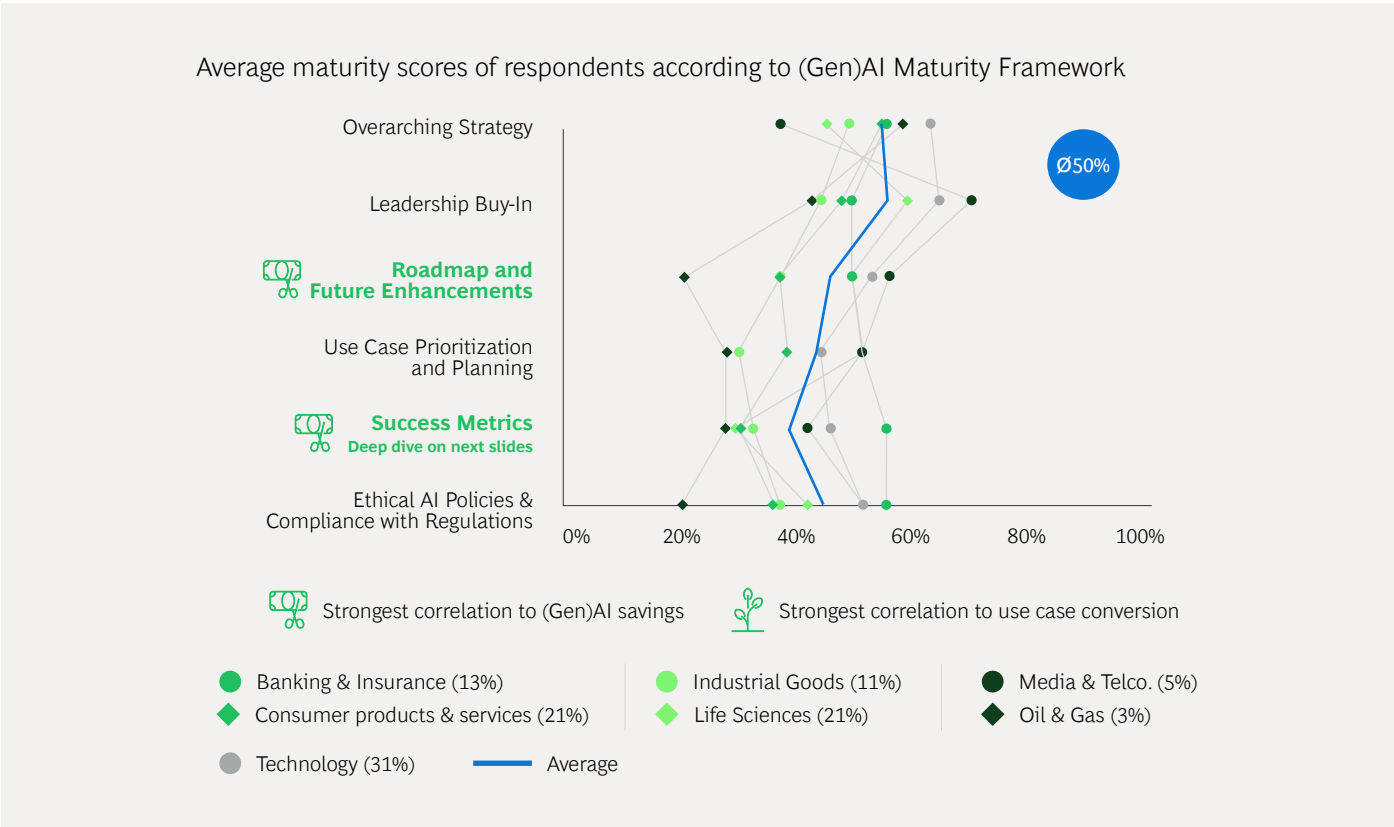 Average maturity scores of respondents according to (Gen)AI Maturity Framework
Overarching Strategy
Ø50%
Leadership Buy-In
Roadmap and
Future Enhancements
Use Case Prioritization
and Planning
Success Metrics
Deep dive on next slides
Ethical AI Policies &
Compliance with Regulations
0% 20% 40% 60% 80% 100%
Strongest correlation to (Gen)AI savings
Strongest correlation to use case conversion
Banking & Insurance (13%)
Consumer products & services (21%)
Industrial Goods (11%)
Life Sciences (21%)
Media & Telco. (5%)
Oil & Gas (3%)
Technology (31%)
Average